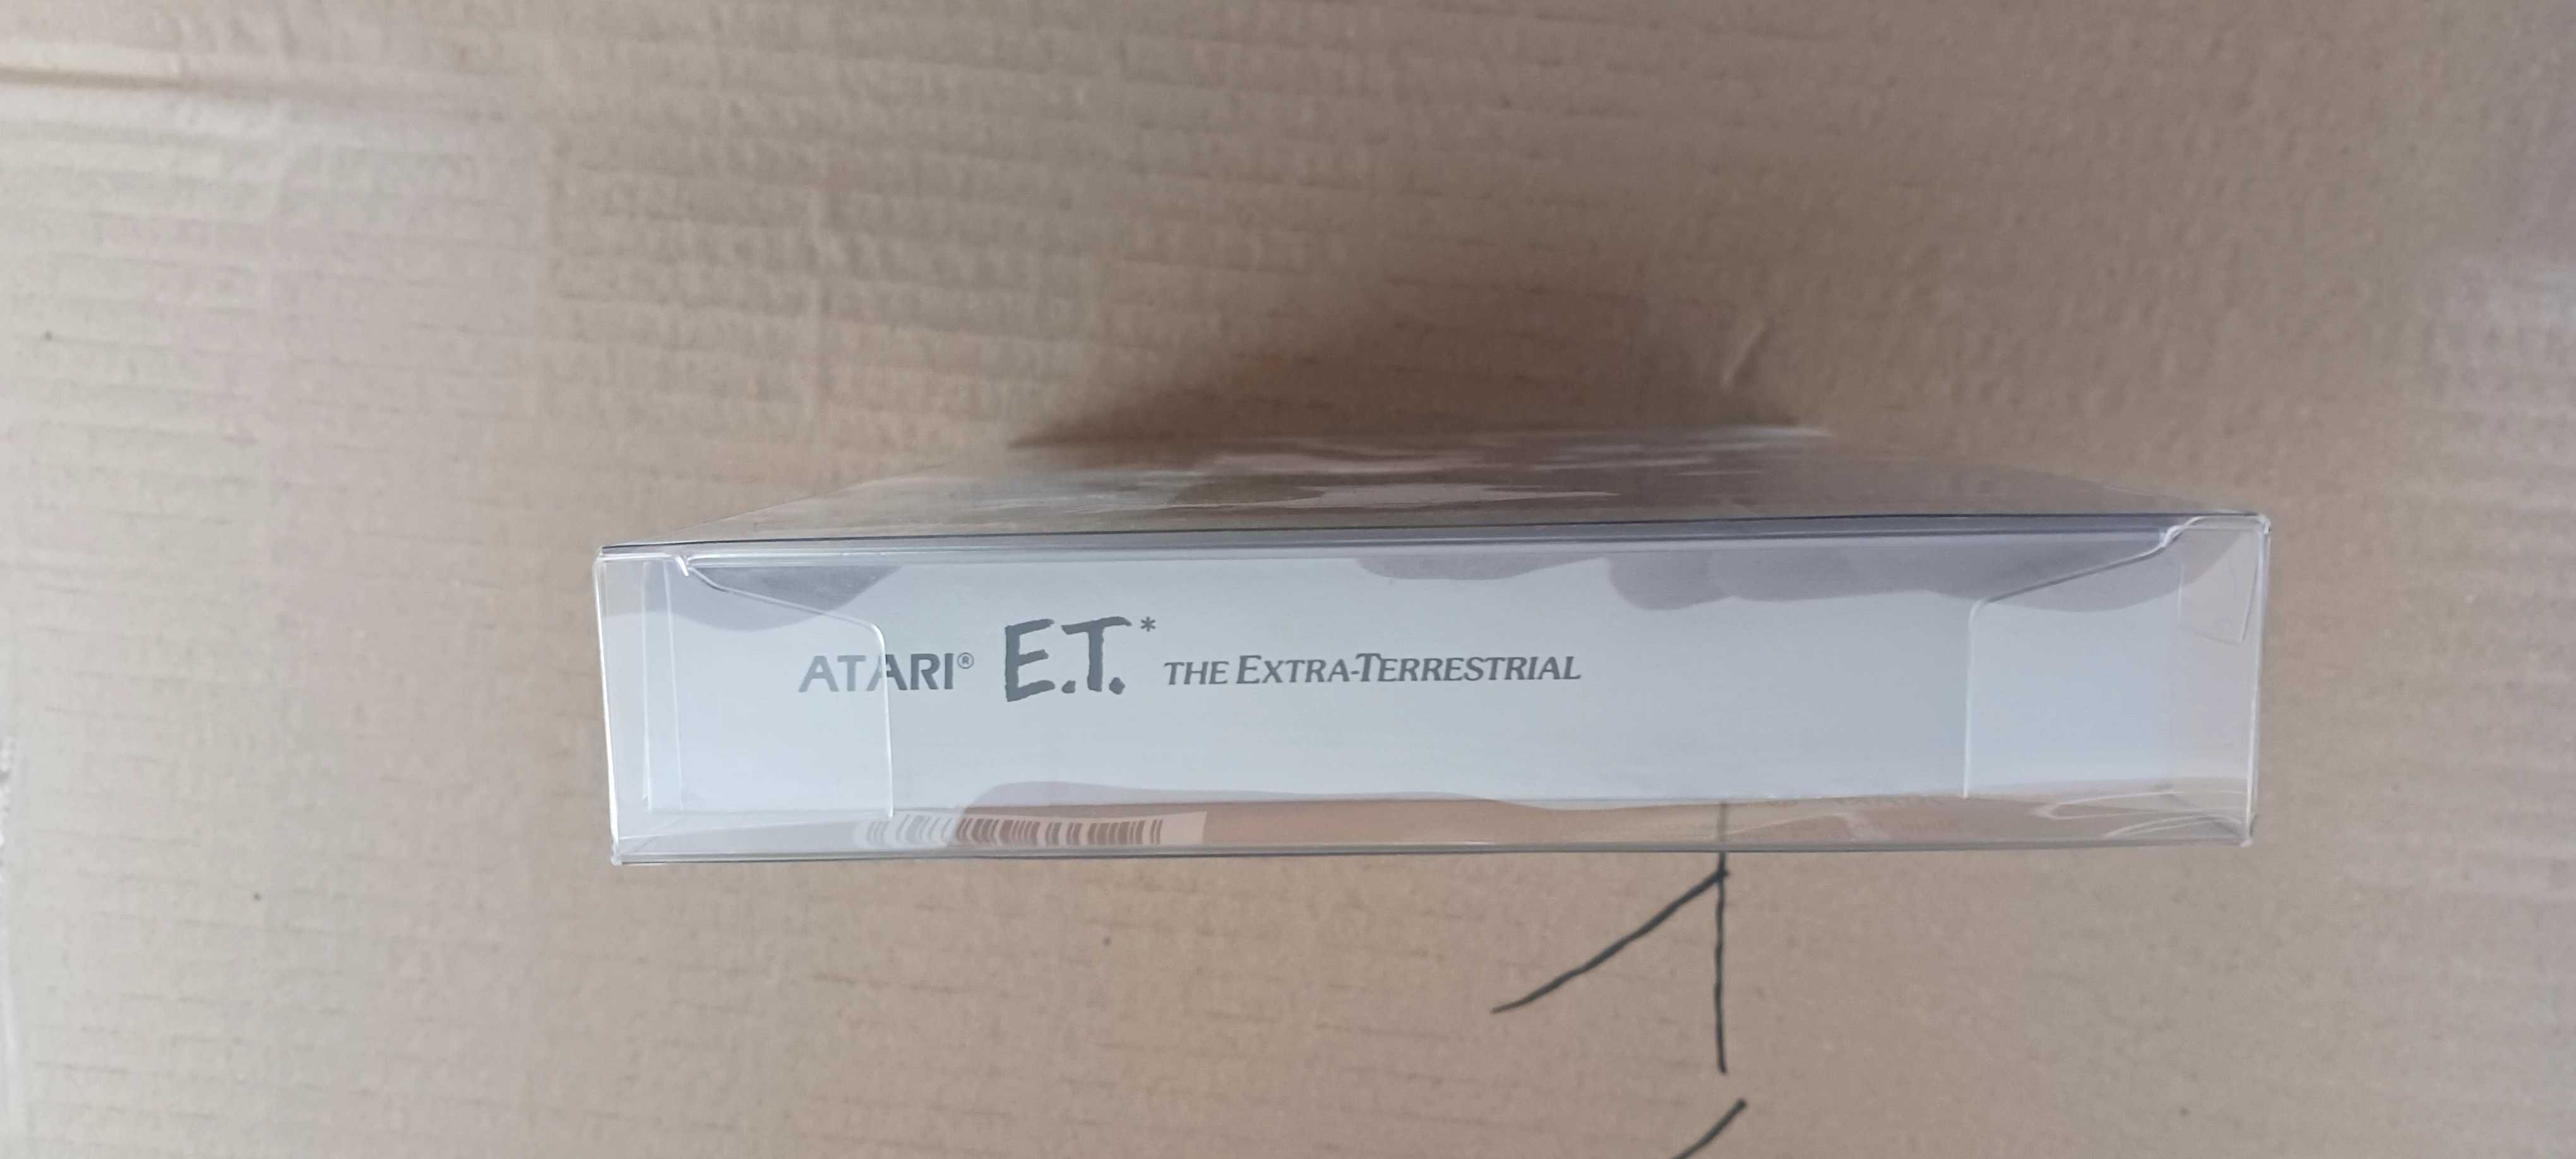 ATARI® E.T.* THE EXTRA-TERRESTRIAL